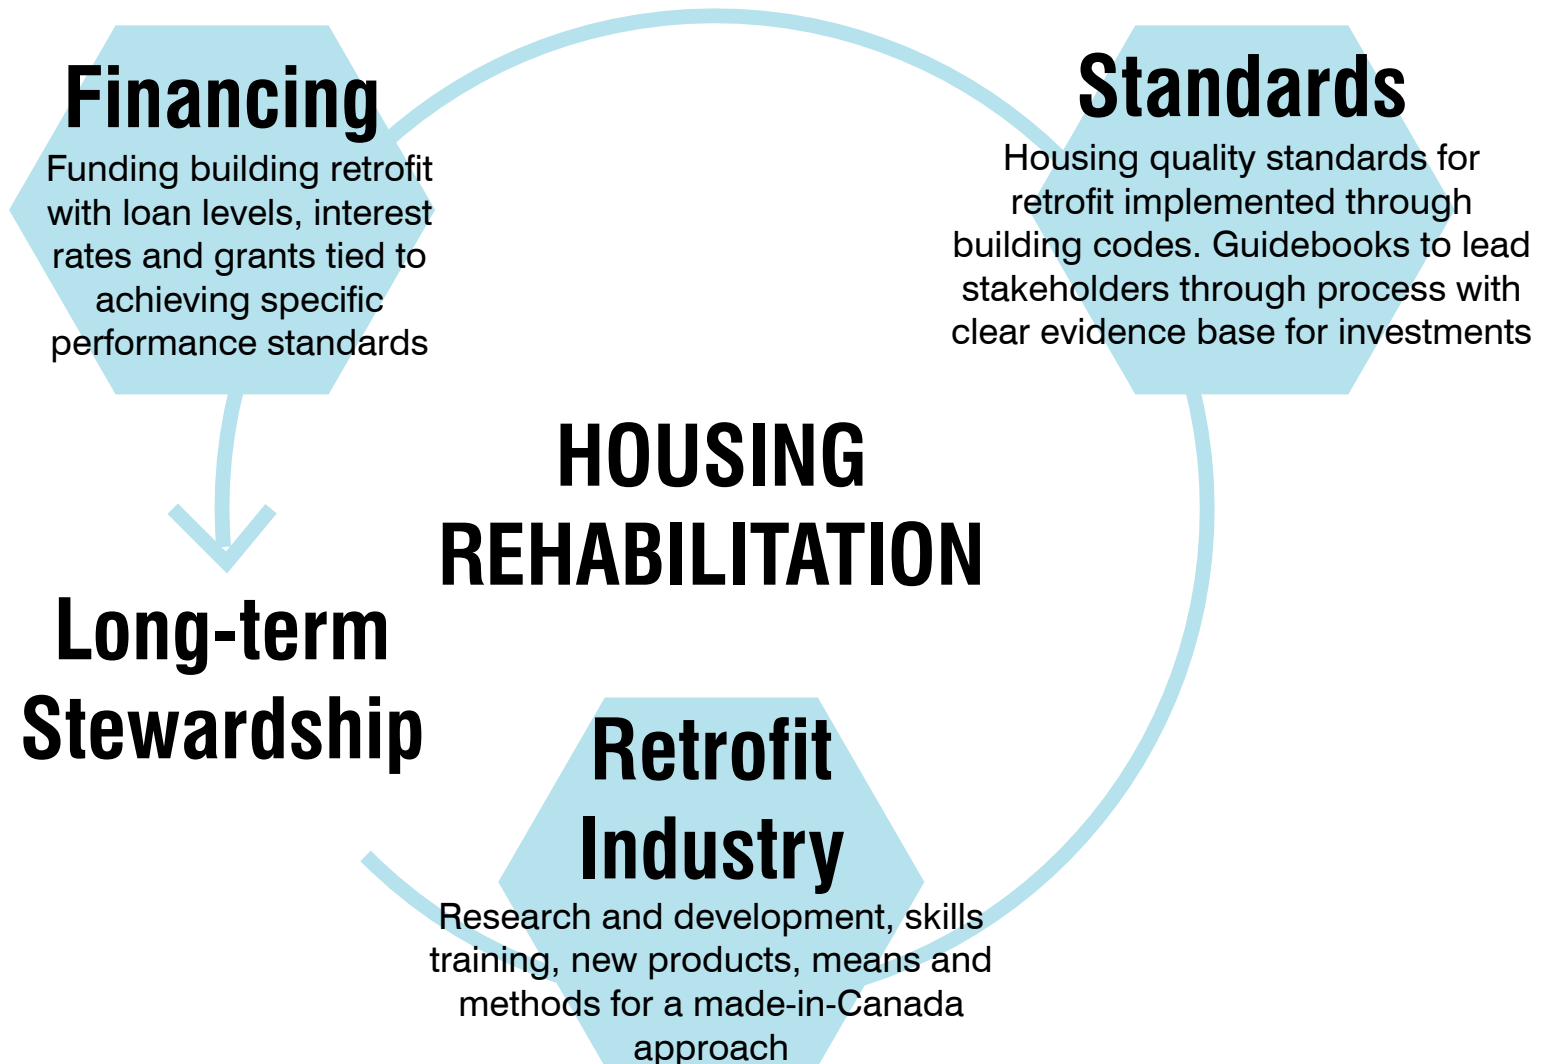 Financing
Funding building retrofit
with loan levels, interest
rates and grants tied to
achieving specific
performance standards
Standards
Housing quality standards for
retrofit implemented through
building codes. Guidebooks to lead
stakeholders through process with
clear evidence base for investments
HOUSING
REHABILITATION
Long-term
Stewardship
Retrofit
Industry
Research and development, skills
training, new products, means and
methods for a made-in-Canada
approach